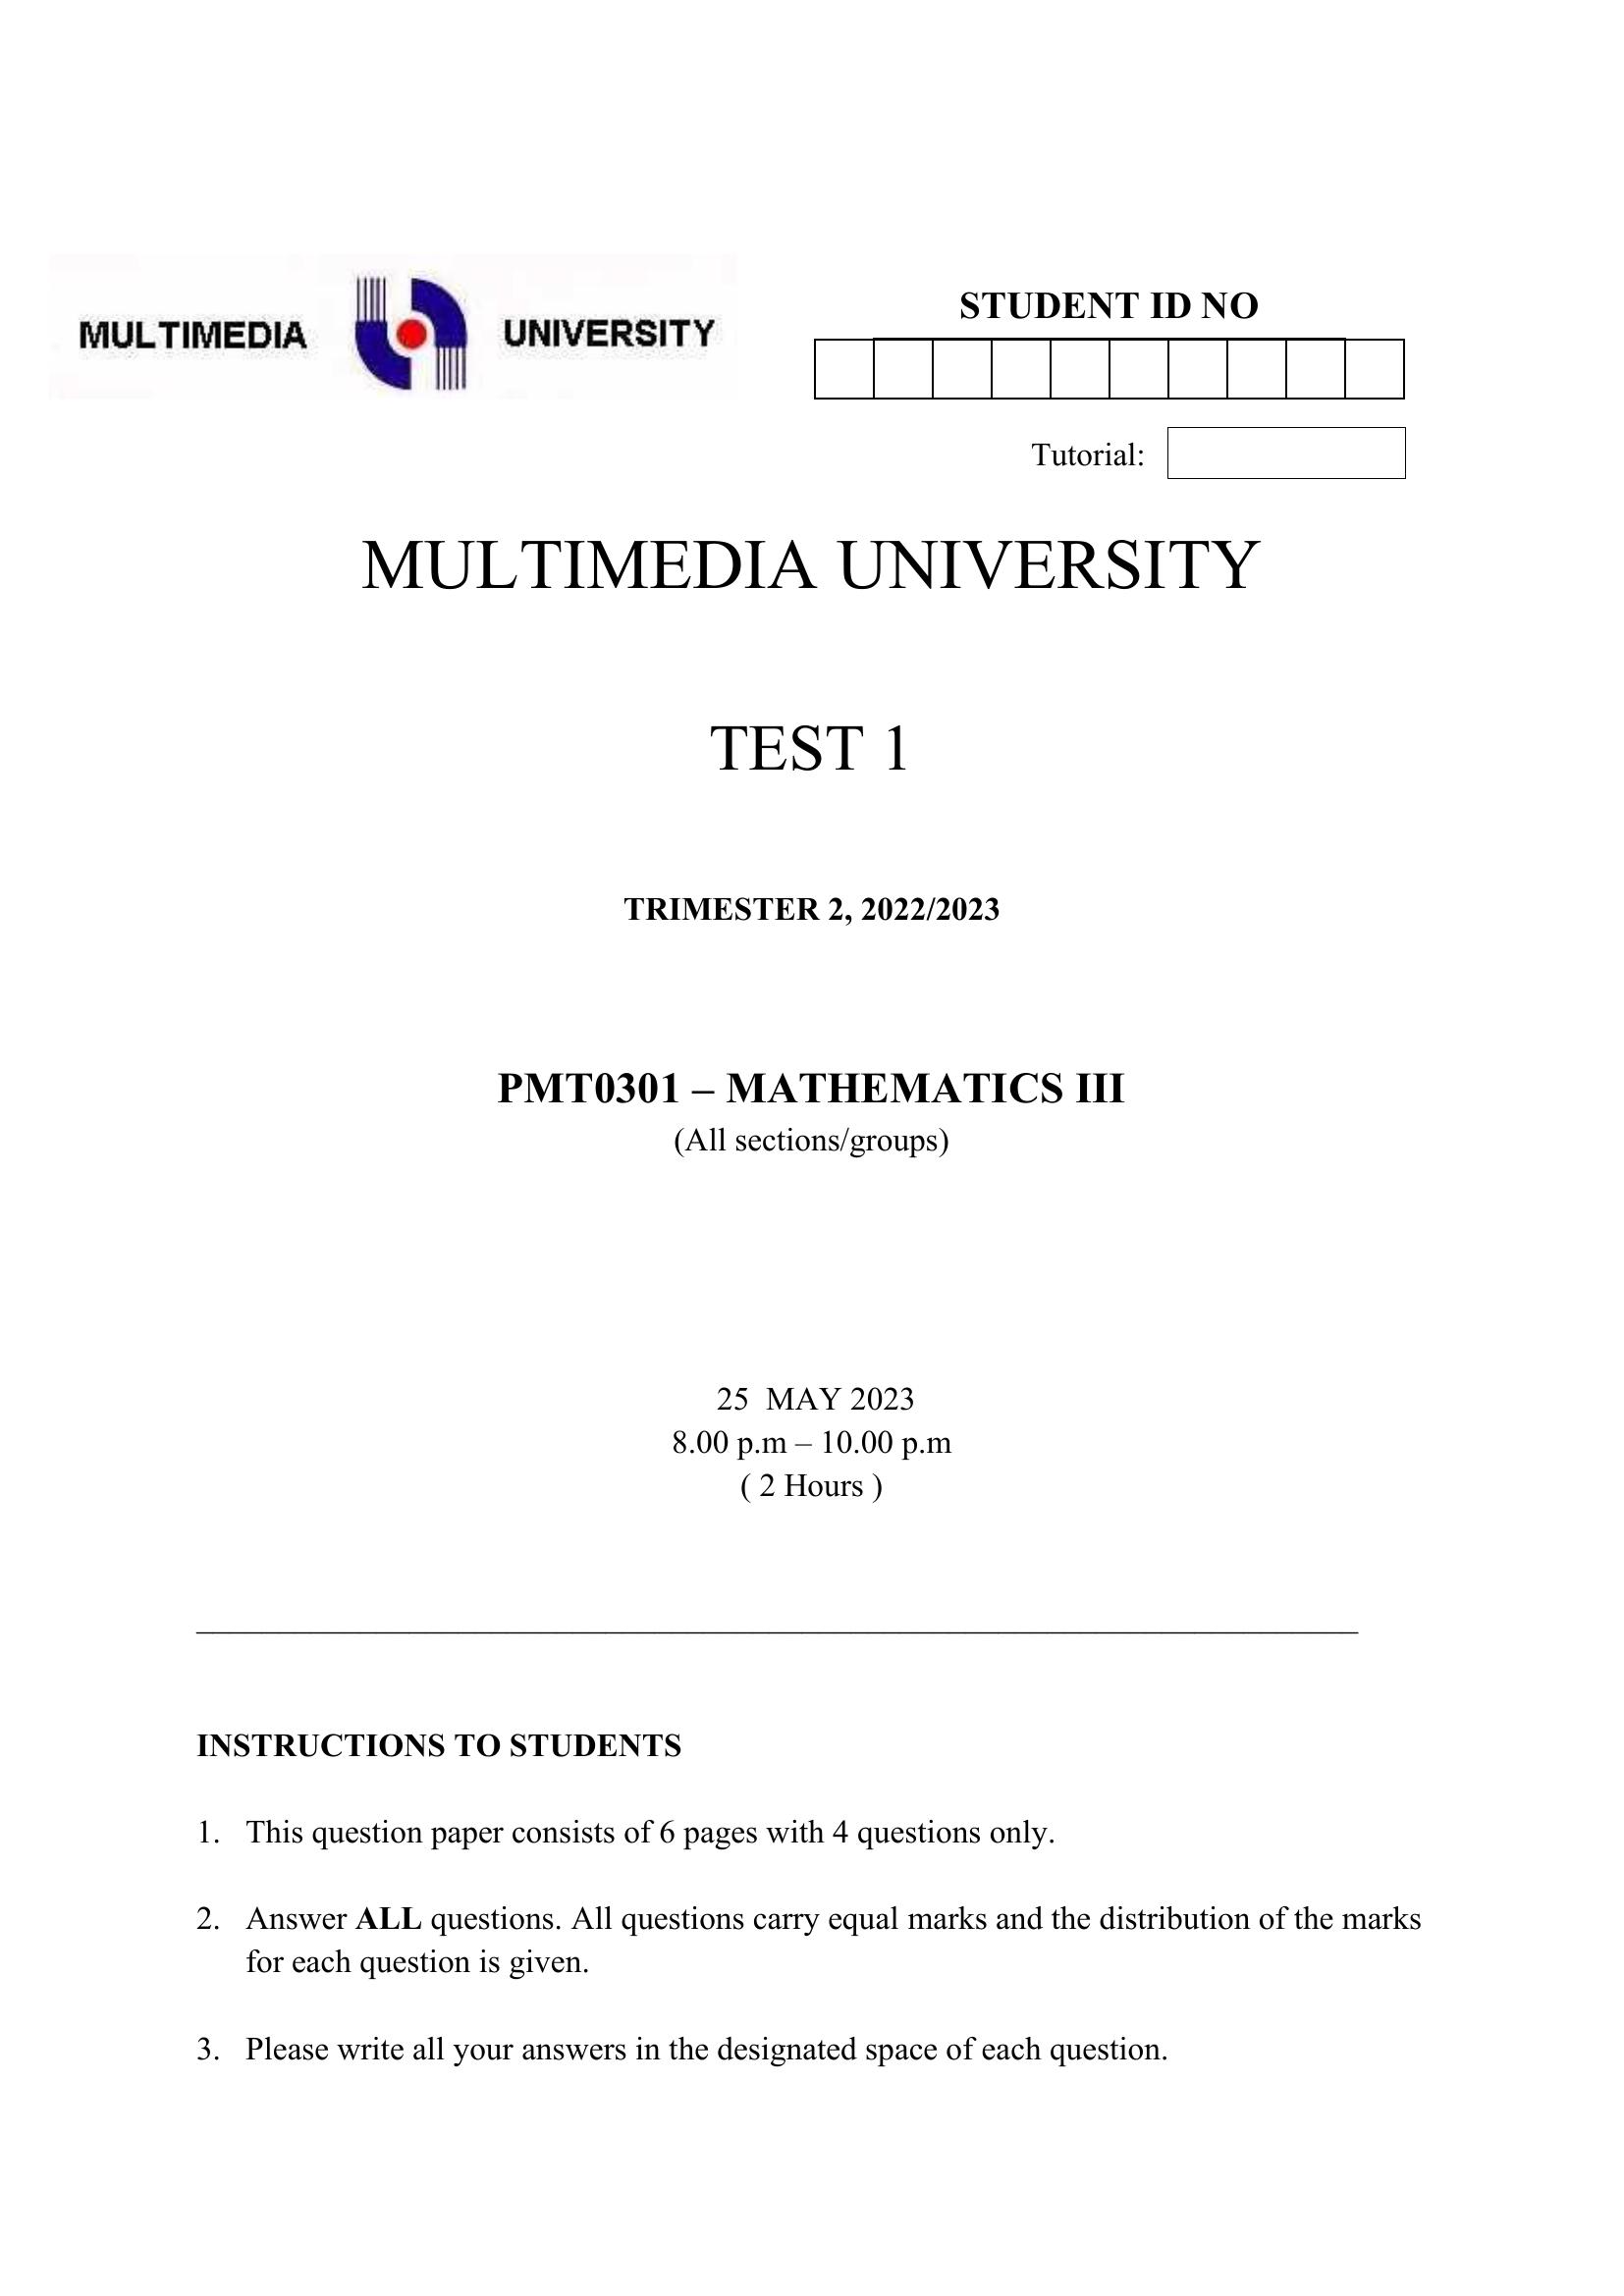 MULTIMEDIA UNIVERSITY
STUDENT ID NO
Tutorial:
MULTIMEDIA UNIVERSITY
TEST 1
TRIMESTER 2, 2022/2023
PMT0301 – MATHEMATICS III
(All sections/groups)
25 MAY 2023
8.00 p.m – 10.00 p.m
( 2 Hours )
INSTRUCTIONS TO STUDENTS
1. This question paper consists of 6 pages with 4 questions only.
2. Answer ALL questions. All questions carry equal marks and the distribution of the marks
for each question is given.
3. Please write all your answers in the designated space of each question.